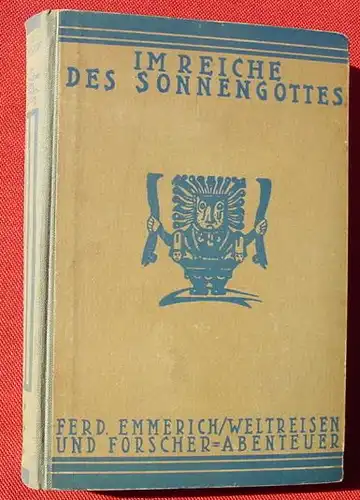 IM REICHE
DES SONNENGOTTES
FERD. EMMERICH/WELTREISEN
UND FORSCHER=ABENTEUER